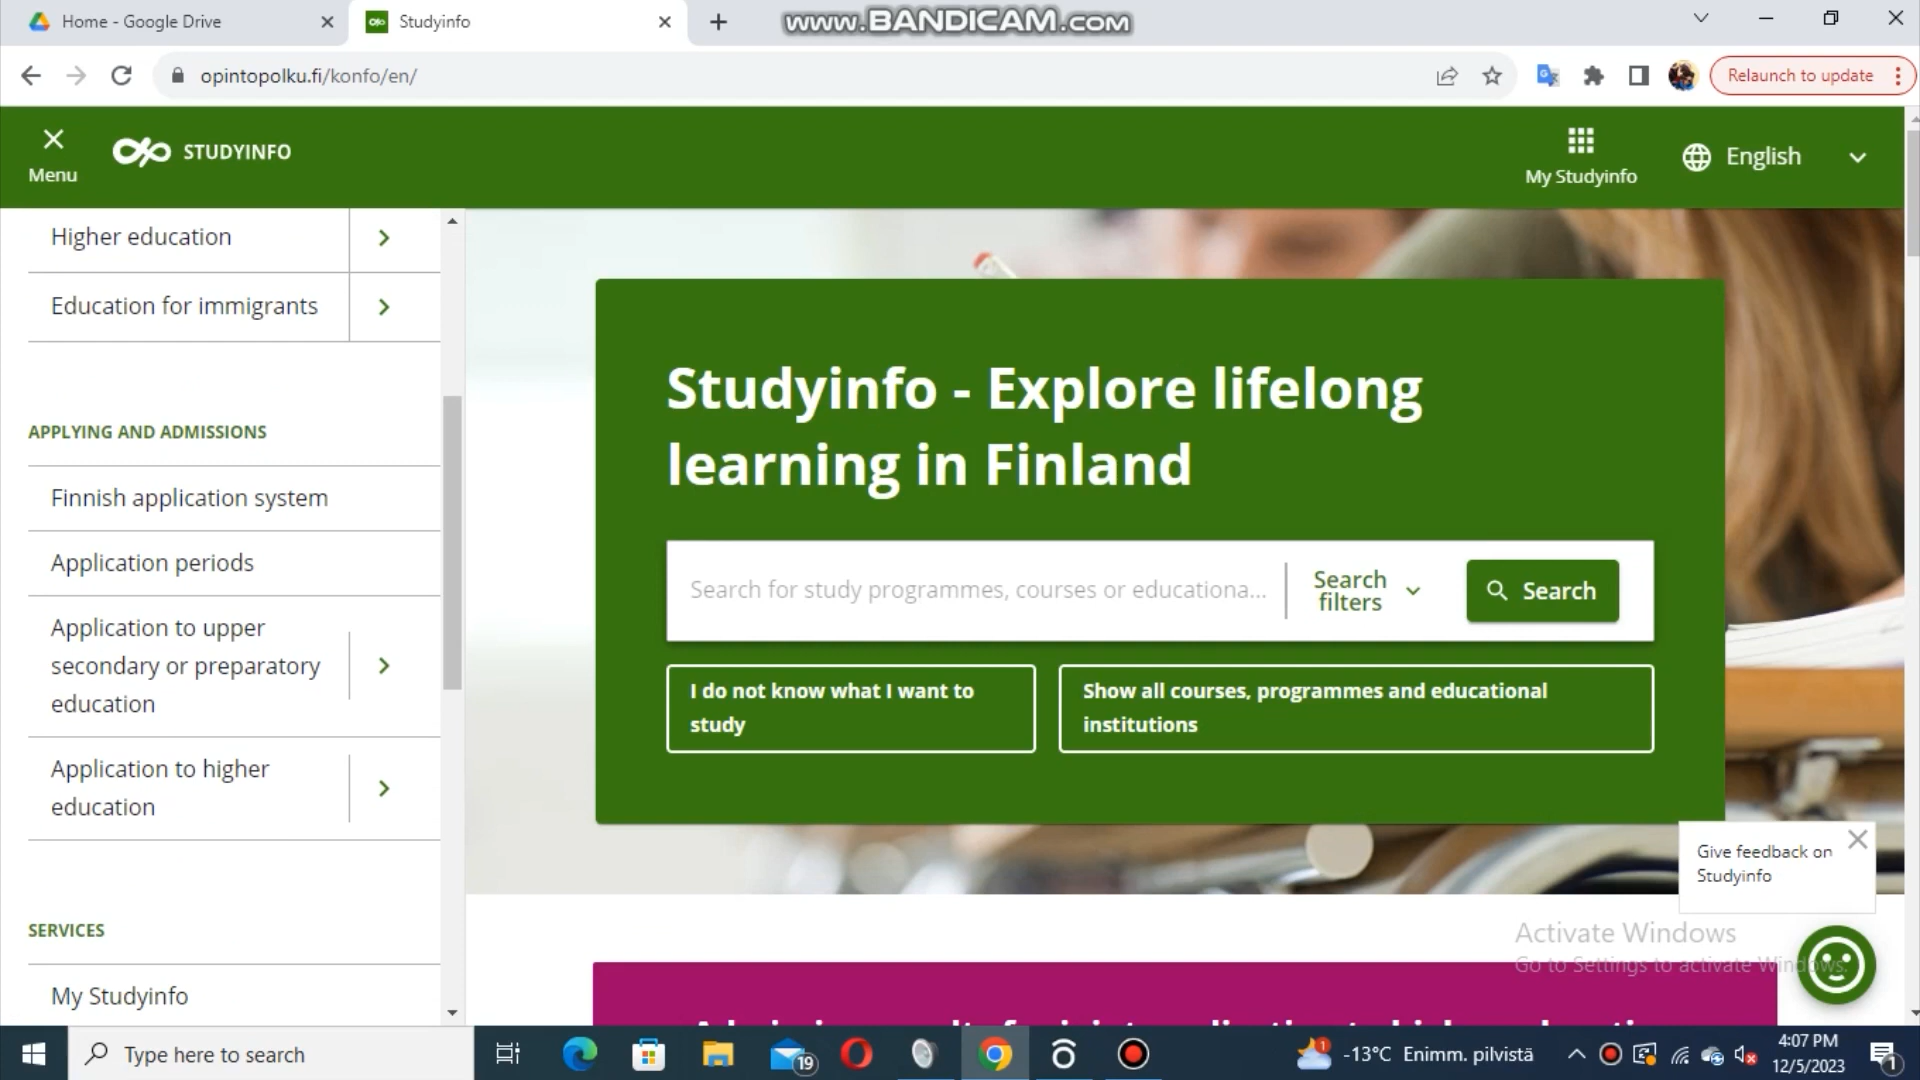 Home - Google Drive
Studyinfo
www.BANDICAM.com
opintopolku.fi/konfo/en/
Relaunch to update
Menu
STUDYINFO
My Studyinfo
English
Higher education
Education for immigrants
APPLYING AND ADMISSIONS
Finnish application system
Application periods
Application to upper
secondary or preparatory
education
Application to higher
education
SERVICES
My Studyinfo
Studyinfo - Explore lifelong
learning in Finland
Search for study programmes, courses or educationa...
Search
filters
Search
I do not know what I want to
study
Show all courses, programmes and educational
institutions
Give feedback on
Studyinfo
Activate Windows
Go to Settings to activate Windows.
Type here to search
19
1
-13°C Enimm. pilvistä
4:07 PM
12/5/2023
1